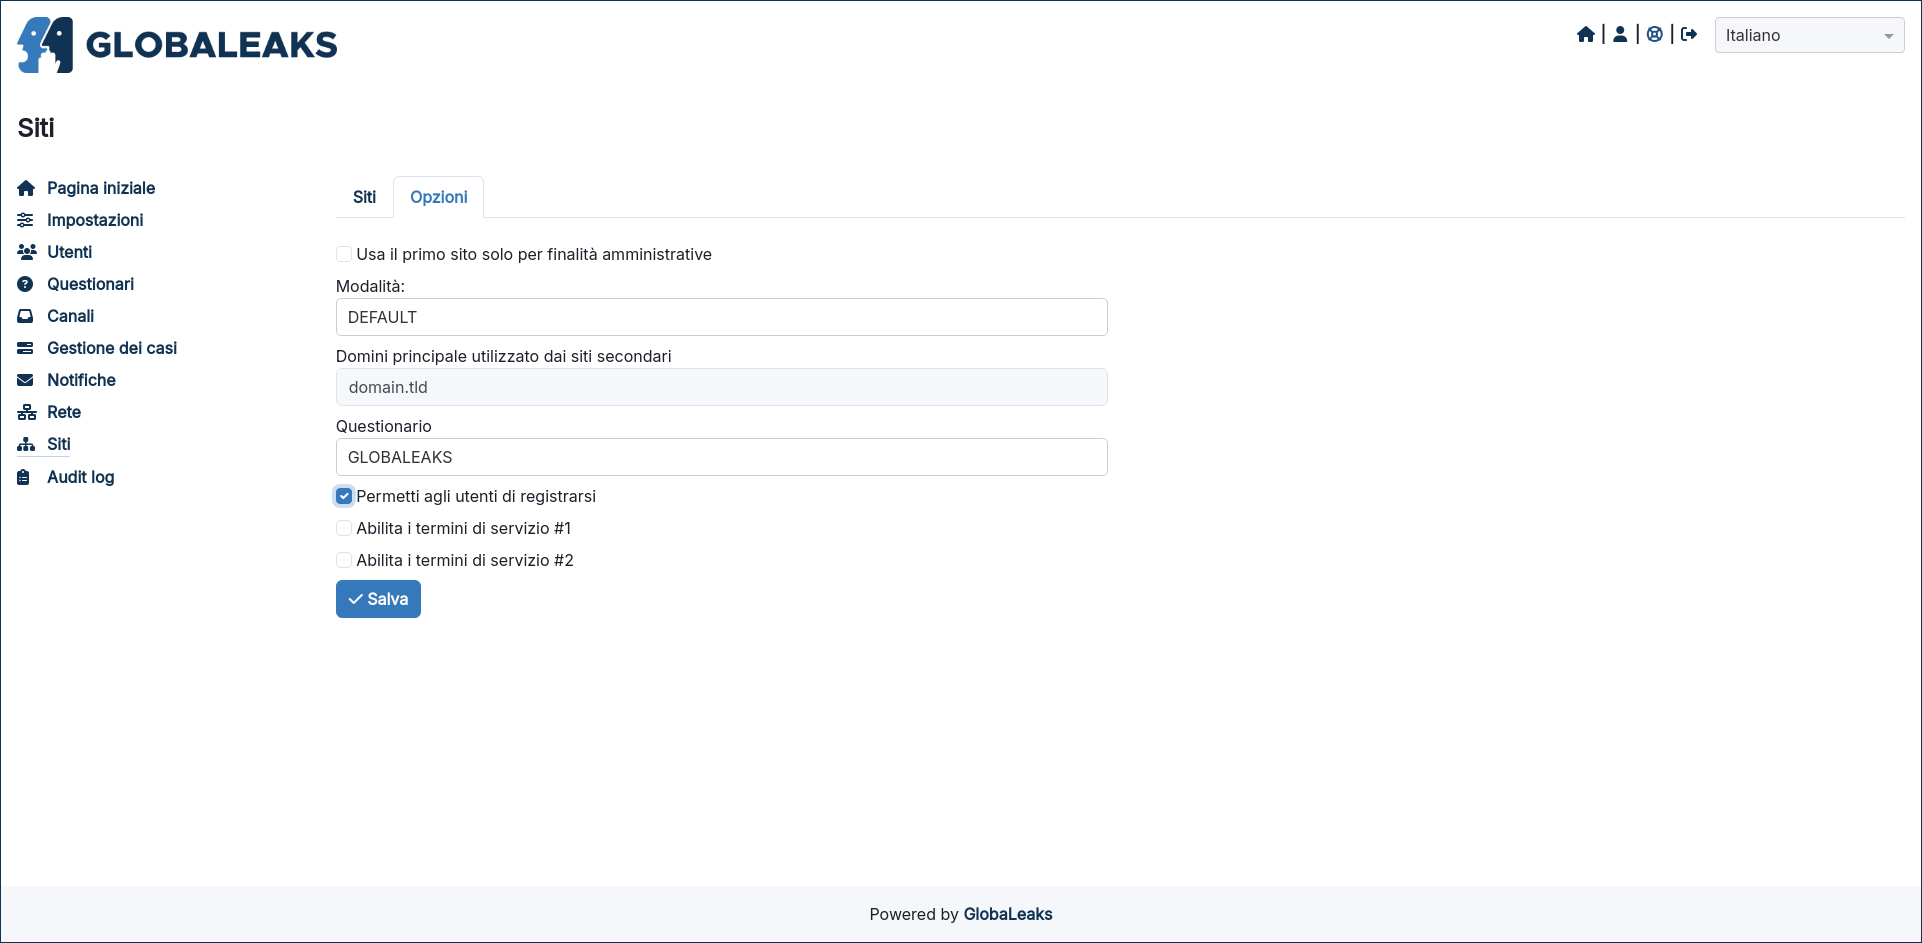 GLOBALEAKS
Italiano
Siti
Pagina iniziale
Impostazioni
Utenti
Questionari
Canali
Gestione dei casi
Notifiche
Rete
Siti
Audit log
Siti
Opzioni
Usa il primo sito solo per finalità amministrative
Modalità:
DEFAULT
Domini principale utilizzato dai siti secondari
domain.tld
Questionario
GLOBALEAKS
Permetti agli utenti di registrarsi
Abilita i termini di servizio #1
Abilita i termini di servizio #2
Salva
Powered by GlobaLeaks